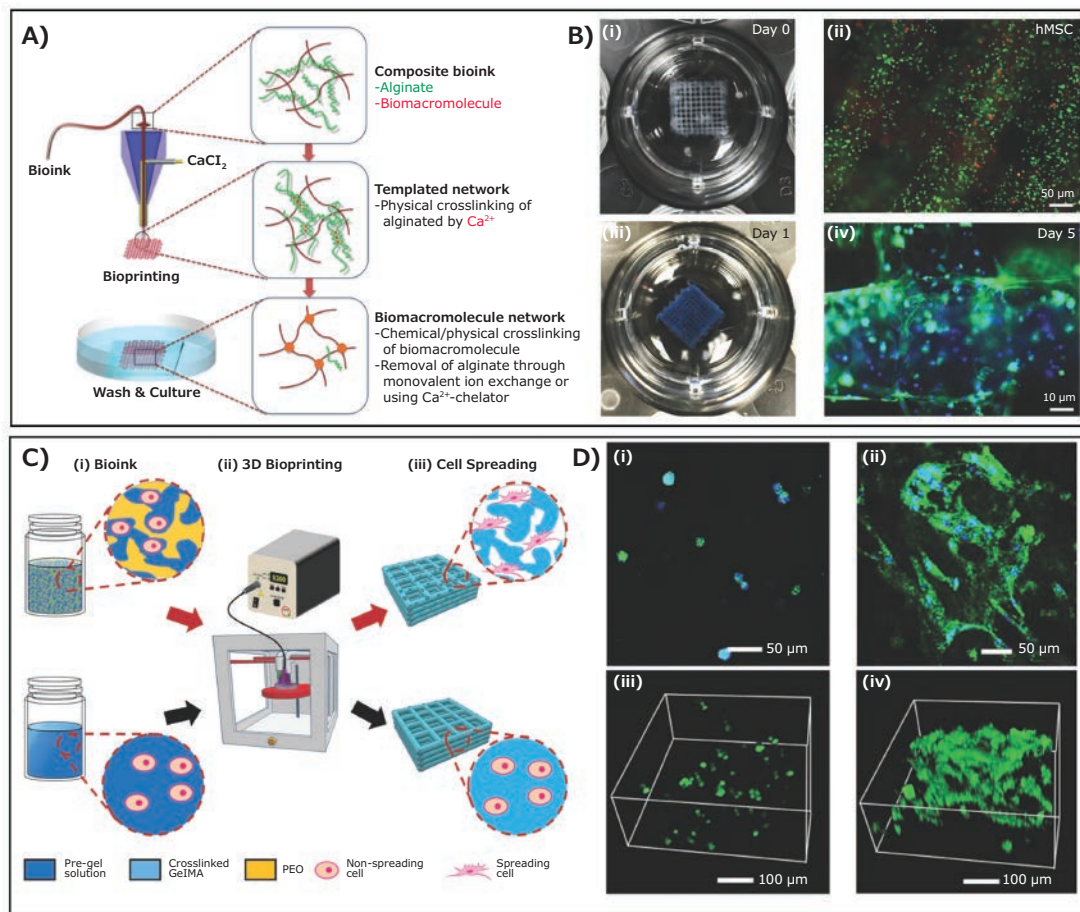 A)
Bioink
CaCI₂
Bioprinting
Wash & Culture
Composite bioink
-Alginate
-Biomacromolecule
Templated network
-Physical crosslinking of
alginated by Ca²⁺
Biomacromolecule network
-Chemical/physical crosslinking
of biomacromolecule
-Removal of alginate through
monovalent ion exchange or
using Ca²⁺-chelator
B)
(i)
Day 0
(ii)
hMSC
50 µm
(iii)
Day 1
(iv)
Day 5
10 µm
C)
(i) Bioink
(ii) 3D Bioprinting
(iii) Cell Spreading
Pre-gel
solution
Crosslinked
GeIMA
PEO
Non-spreading
cell
Spreading
cell
D)
(i)
50 µm
(ii)
50 µm
(iii)
100 µm
(iv)
100 µm